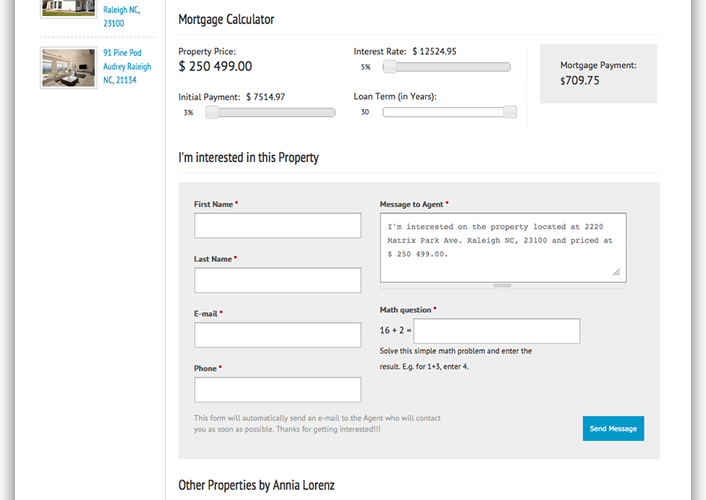 Raleigh NC,
23100
91 Pine Pod
Audrey Raleigh
NC, 21134
Mortgage Calculator
Property Price:
$ 250 499.00
Interest Rate: $ 12524.95
5%
Initial Payment: $ 7514.97
3%
Loan Term (in Years):
30
Mortgage Payment:
$709.75
I'm interested in this Property
First Name *
Last Name *
E-mail *
Phone *
Message to Agent *
I'm interested on the property located at 2220
Matrix Park Ave. Raleigh NC, 23100 and priced at
$ 250 499.00.
Math question *
16 + 2 =
Solve this simple math problem and enter the
result. E.g. for 1+3, enter 4.
This form will automatically send an e-mail to the Agent who will contact
you as soon as possible. Thanks for getting interested!!!
Send Message
Other Properties by Annia Lorenz